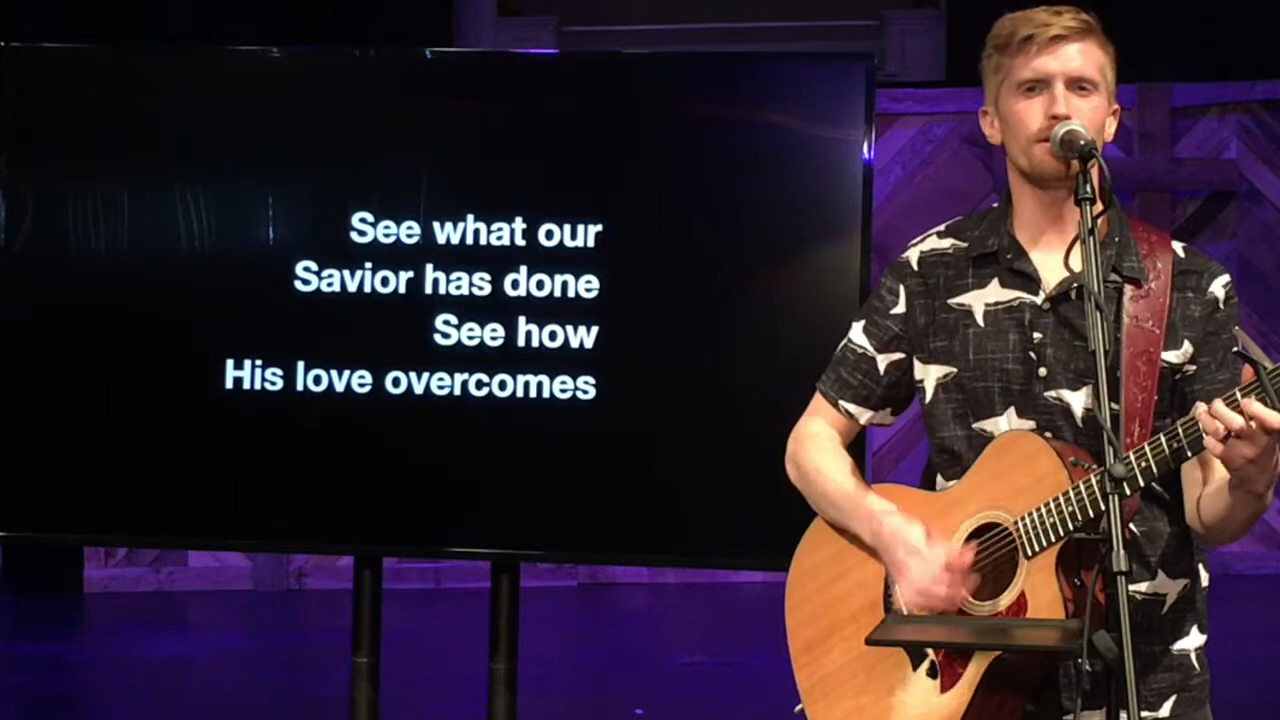 See what our
Savior has done
See how
His love overcomes